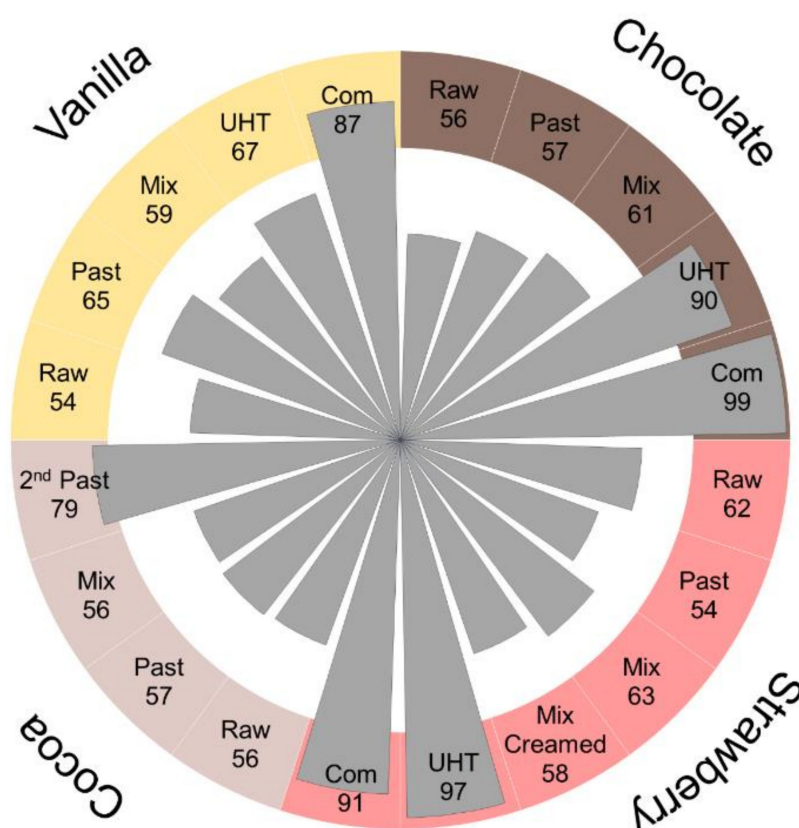 Chocolate
Raw
56
Past
57
Mix
61
UHT
90
Com
99
Strawberry
Raw
62
Past
54
Mix
63
Mix
Creamed
58
UHT
97
Com
91
Cocoa
Raw
56
Past
57
Mix
56
2nd Past
79
Vanilla
Raw
54
Past
65
Mix
59
UHT
67
Com
87